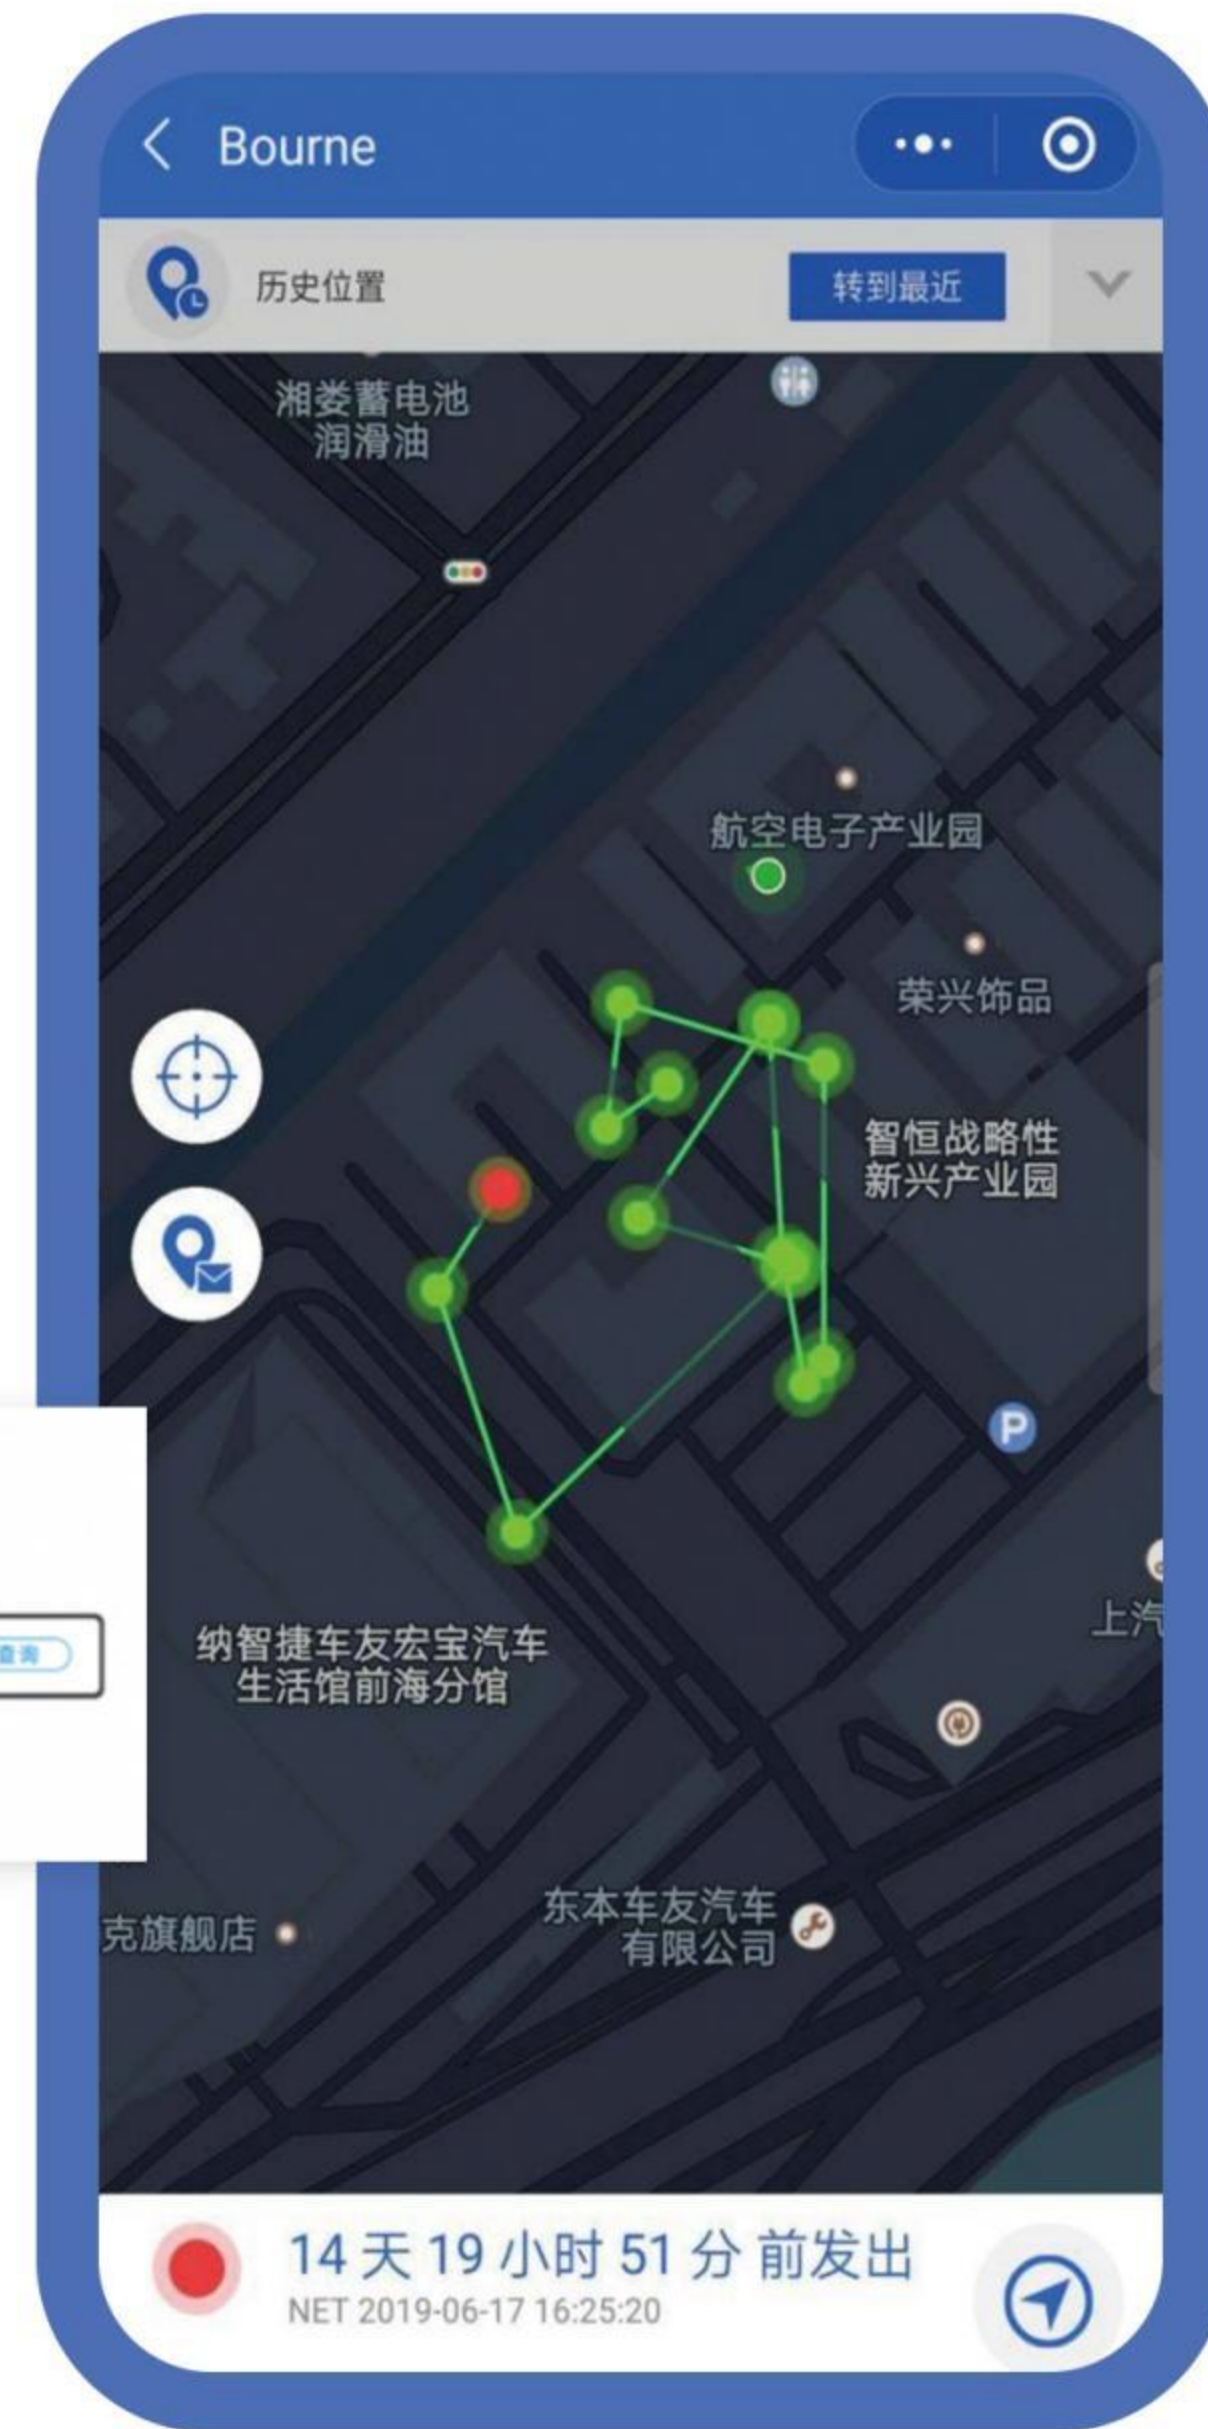 Bourne
历史位置
转到最近
湘娄蓄电池
润滑油
航空电子产业园
荣兴饰品
智恒战略性
新兴产业园
P
查询
上汽
纳智捷车友宏宝汽车
生活馆前海分馆
克旗舰店
东本车友汽车
有限公司
14 天 19 小时 51 分 前发出
NET 2019-06-17 16:25:20